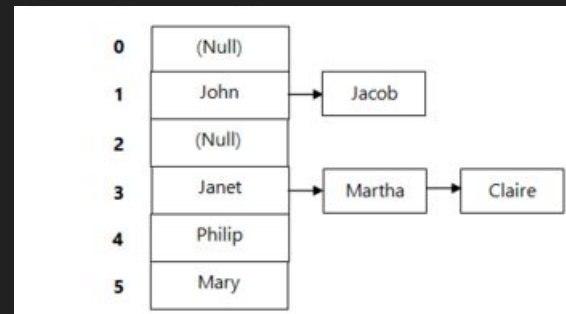 0 (Null)
1 John Jacob
2 (Null)
3 Janet Martha Claire
4 Philip
5 Mary